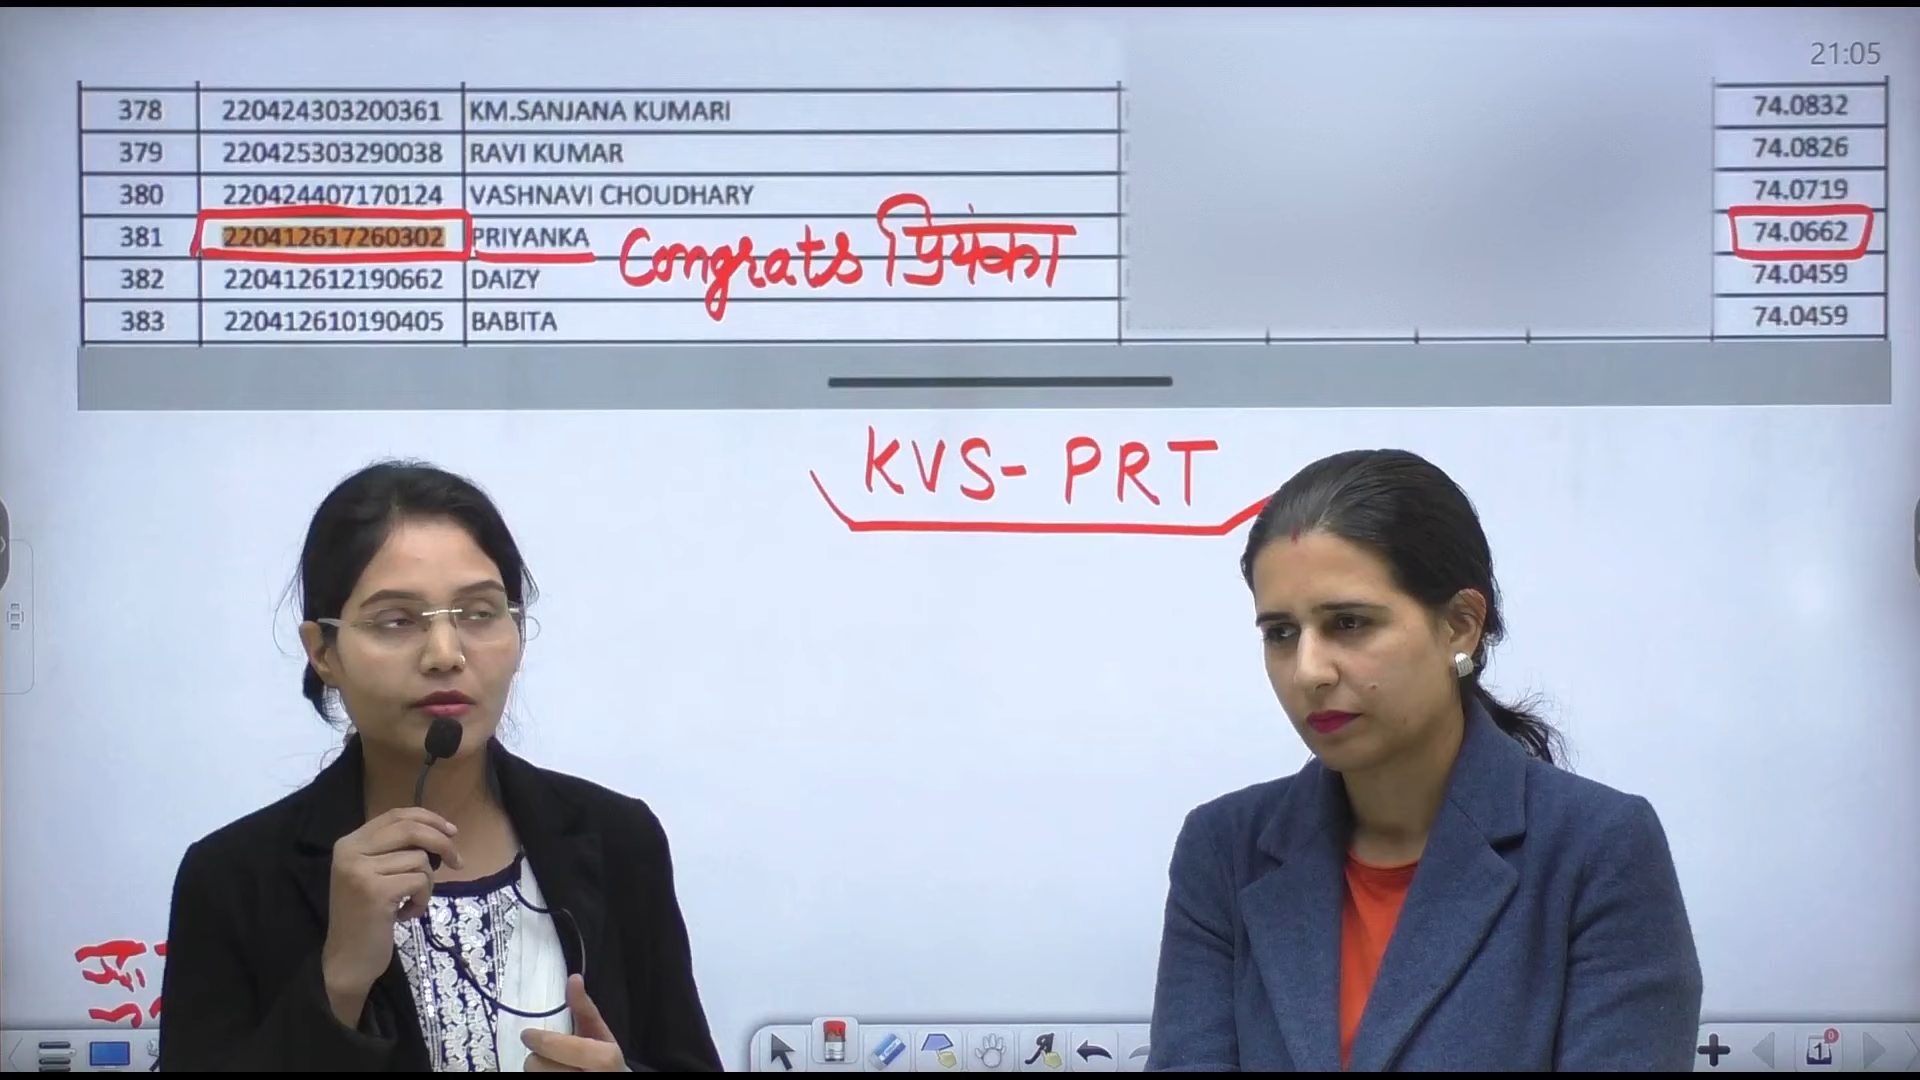 21:05
378 220424303200361 KM.SANJANA KUMARI 74.0832
379 220425303290038 RAVI KUMAR 74.0826
380 220424407170124 VASHNAVI CHOUDHARY 74.0719
381 220412617260302 PRIYANKA Congrats प्रियंका 74.0662
382 220412612190662 DAIZY 74.0459
383 220412610190405 BABITA 74.0459
KVS-PRT
1
0